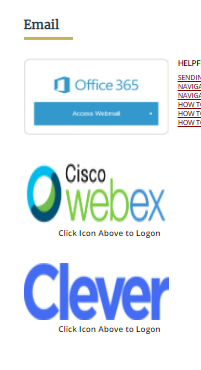 Email
Office 365
Access Webmail
HELPF
SENDIN
NAVIGA
NAVIGA
HOW TO
HOW TO
HOW TO
Cisco
webex
Click Icon Above to Logon
Clever
Click Icon Above to Logon